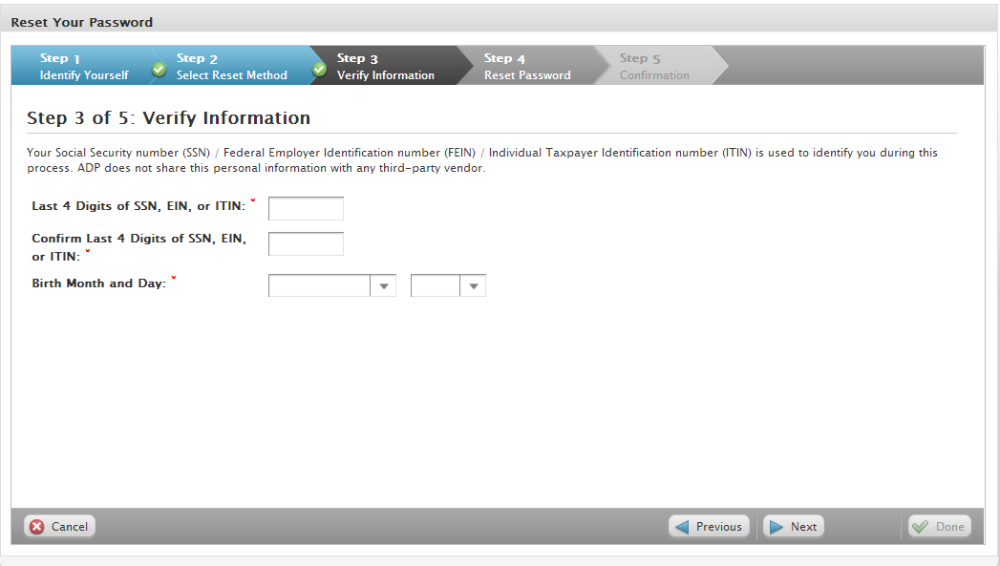 Reset Your Password
Step 1
Identify Yourself
Step 2
Select Reset Method
Step 3
Verify Information
Step 4
Reset Password
Step 5
Confirmation
Step 3 of 5: Verify Information
Your Social Security number (SSN) / Federal Employer Identification number (FEIN) / Individual Taxpayer Identification number (ITIN) is used to identify you during this
process. ADP does not share this personal information with any third-party vendor.
Last 4 Digits of SSN, EIN, or ITIN: *
Confirm Last 4 Digits of SSN, EIN,
or ITIN: *
Birth Month and Day: *
Cancel
Previous
Next
Done